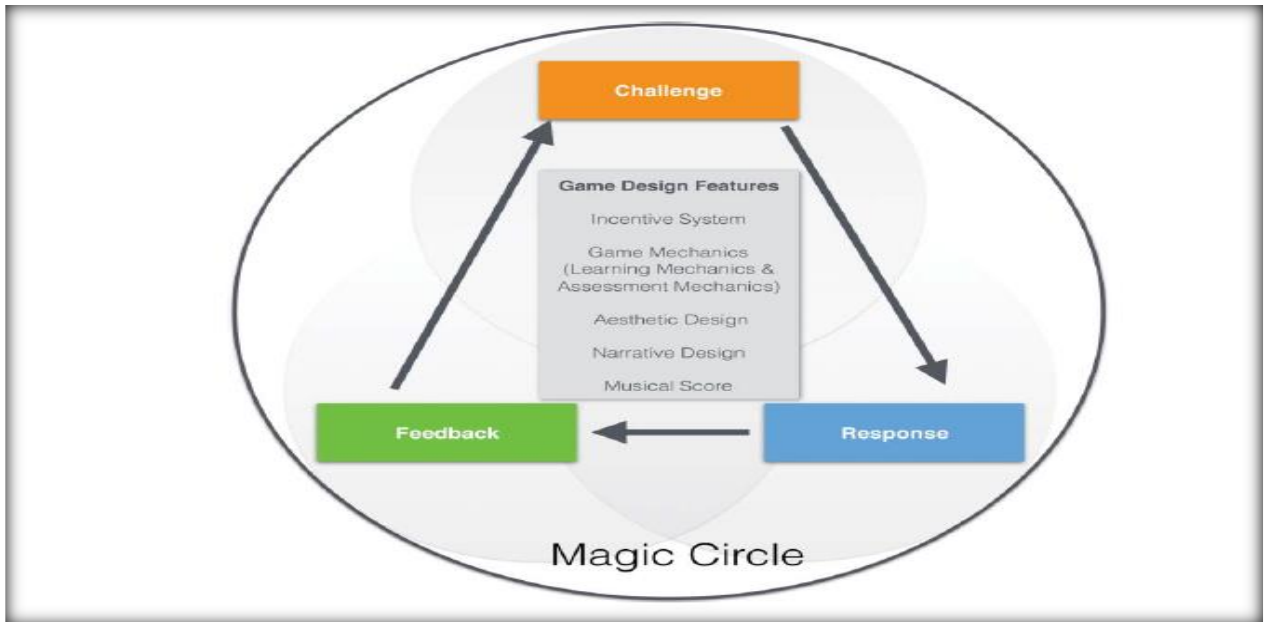 Challenge
Game Design Features
Incentive System
Game Mechanics
(Learning Mechanics &
Assessment Mechanics)
Aesthetic Design
Narrative Design
Musical Score
Feedback
Response
Magic Circle